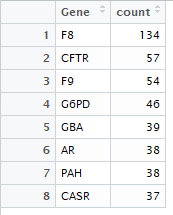 Gene count
1 F8 134
2 CFTR 57
3 F9 54
4 G6PD 46
5 GBA 39
6 AR 38
7 PAH 38
8 CASR 37